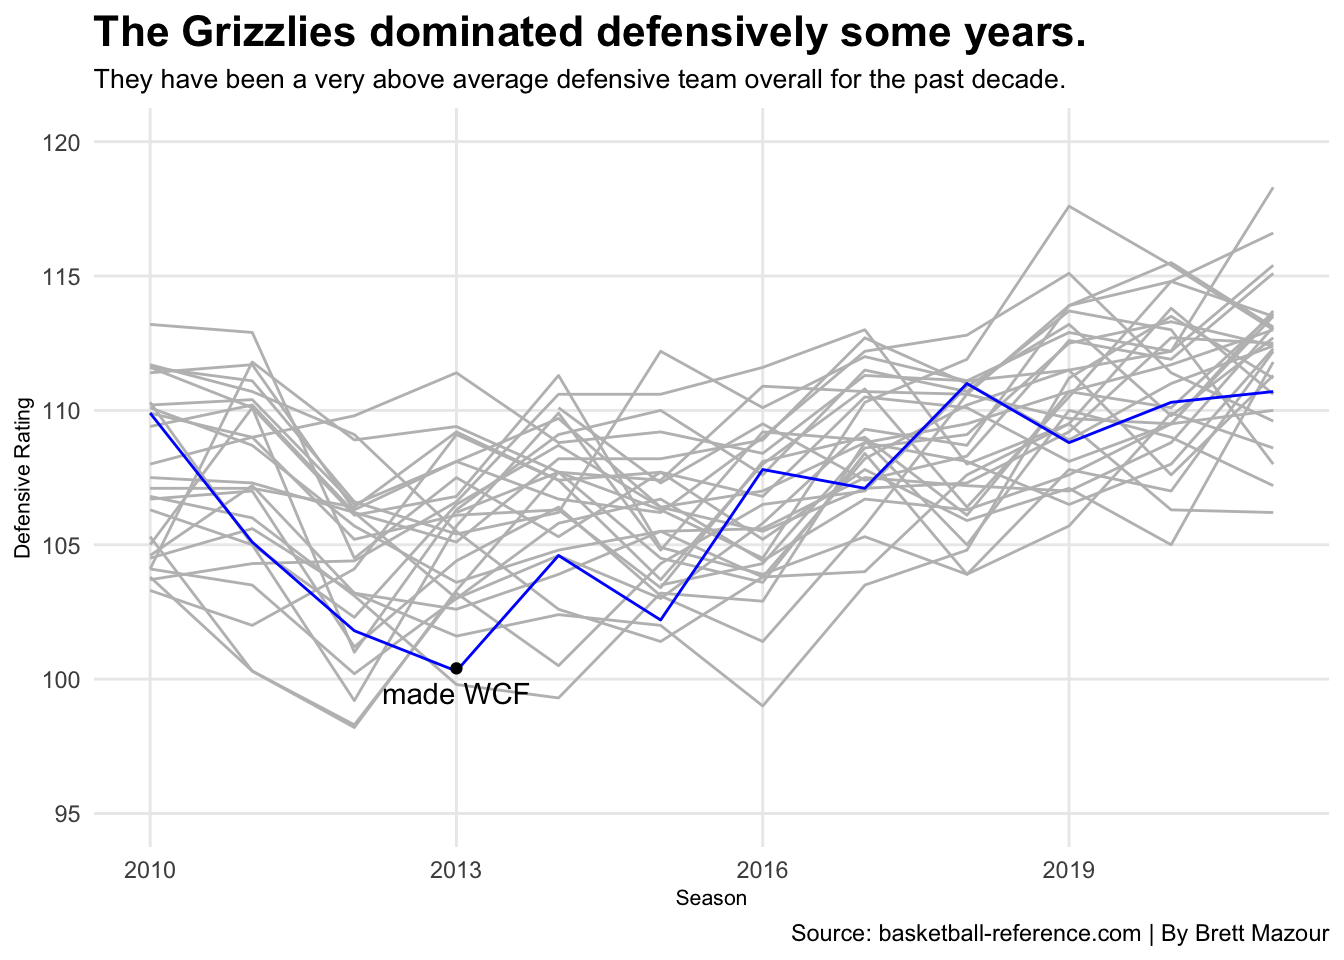 The Grizzlies dominated defensively some years.
They have been a very above average defensive team overall for the past decade.
120
115
110
105
100
95
Defensive Rating
made WCF
2010 2013 2016 2019
Season
Source: basketball-reference.com | By Brett Mazour